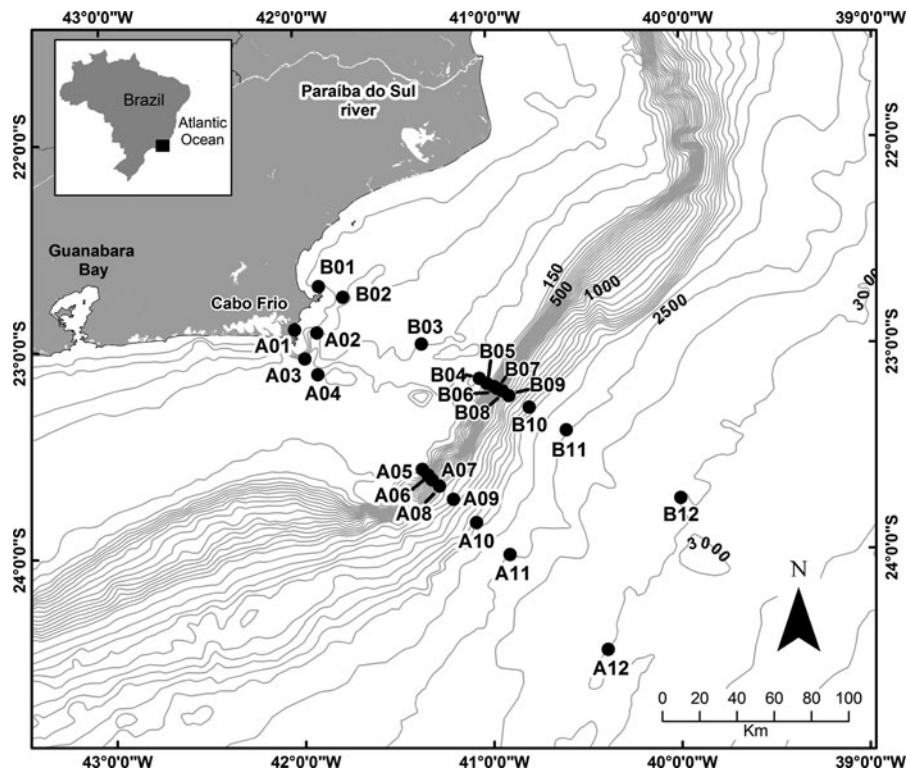 43°0'0"W
42°0'0"W
41°0'0"W
40°0'0"W
39°0'0"W
Brazil
Atlantic
Ocean
Paraíba do Sul
river
22°0'0"S
22°0'0"S
Guanabara
Bay
Cabo Frio
B01
B02
150
500
1000
2500
3000
A01
A02
B03
23°0'0"S
23°0'0"S
A03
A04
B04
B05
B07
B06
B09
B08
B10
B11
A05
A07
A06
A09
A08
A10
B12
A11
3000
24°0'0"S
24°0'0"S
N
A12
0 20 40 60 80 100
Km
43°0'0"W
42°0'0"W
41°0'0"W
40°0'0"W
39°0'0"W